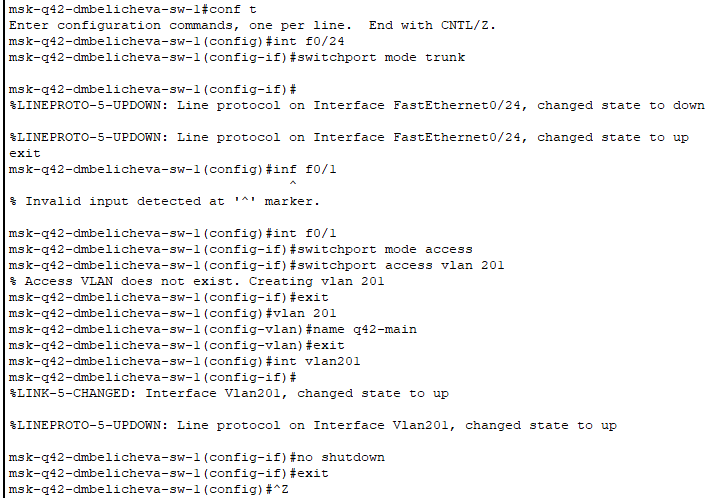 msk-q42-dmbelicheva-sw-1#conf t
Enter configuration commands, one per line.  End with CNTL/Z.
msk-q42-dmbelicheva-sw-1(config)#int f0/24
msk-q42-dmbelicheva-sw-1(config-if)#switchport mode trunk

msk-q42-dmbelicheva-sw-1(config-if)#
%LINEPROTO-5-UPDOWN: Line protocol on Interface FastEthernet0/24, changed state to down

%LINEPROTO-5-UPDOWN: Line protocol on Interface FastEthernet0/24, changed state to up
exit
msk-q42-dmbelicheva-sw-1(config)#inf f0/1
                                   ^
% Invalid input detected at '^' marker.

msk-q42-dmbelicheva-sw-1(config)#int f0/1
msk-q42-dmbelicheva-sw-1(config-if)#switchport mode access
msk-q42-dmbelicheva-sw-1(config-if)#switchport access vlan 201
% Access VLAN does not exist. Creating vlan 201
msk-q42-dmbelicheva-sw-1(config-if)#exit
msk-q42-dmbelicheva-sw-1(config)#vlan 201
msk-q42-dmbelicheva-sw-1(config-vlan)#name q42-main
msk-q42-dmbelicheva-sw-1(config-vlan)#exit
msk-q42-dmbelicheva-sw-1(config)#int vlan201
msk-q42-dmbelicheva-sw-1(config-if)#
%LINK-5-CHANGED: Interface Vlan201, changed state to up

%LINEPROTO-5-UPDOWN: Line protocol on Interface Vlan201, changed state to up

msk-q42-dmbelicheva-sw-1(config-if)#no shutdown
msk-q42-dmbelicheva-sw-1(config-if)#exit
msk-q42-dmbelicheva-sw-1(config)#^Z